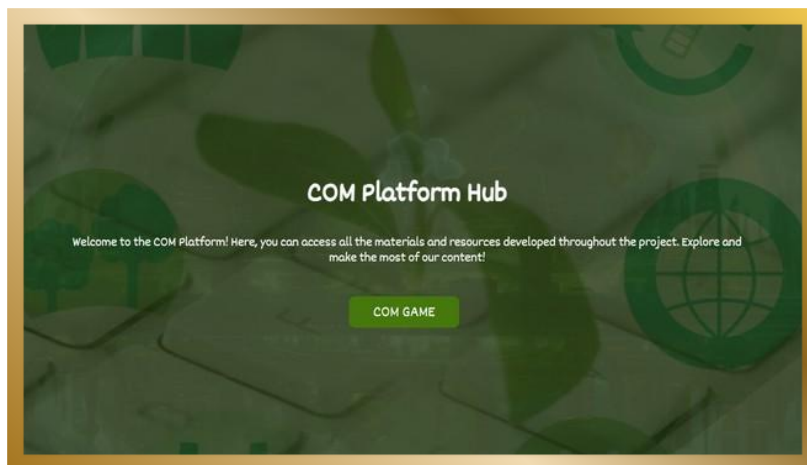 COM Platform Hub
Welcome to the COM Platform! Here, you can access all the materials and resources developed throughout the project. Explore and
make the most of our content!
COM GAME